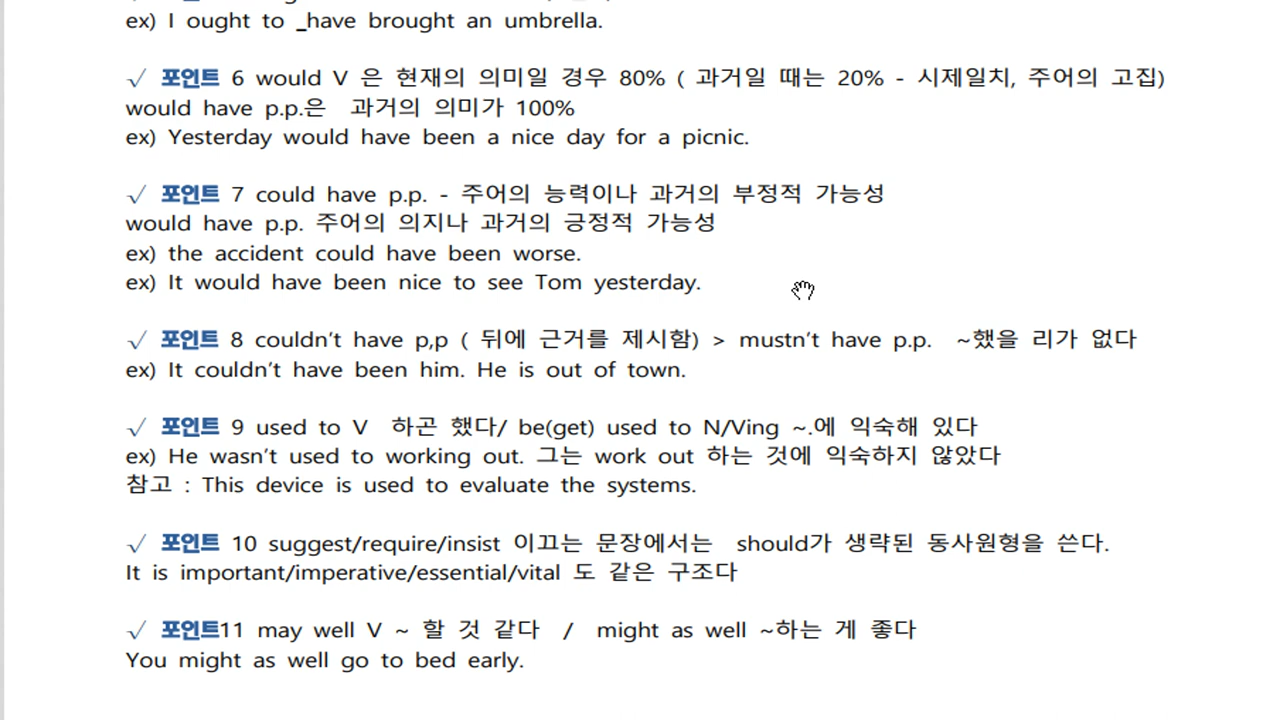 ex) I ought to _have brought an umbrella.
√ 포인트 6 would V 은 현재의 의미일 경우 80% ( 과거일 때는 20% - 시제일치, 주어의 고집)
would have p.p.은 과거의 의미가 100%
ex) Yesterday would have been a nice day for a picnic.
√ 포인트 7 could have p.p. - 주어의 능력이나 과거의 부정적 가능성
would have p.p. 주어의 의지나 과거의 긍정적 가능성
ex) the accident could have been worse.
ex) It would have been nice to see Tom yesterday.
√ 포인트 8 couldn't have p,p ( 뒤에 근거를 제시함) > mustn't have p.p. ~했을 리가 없다
ex) It couldn't have been him. He is out of town.
√ 포인트 9 used to V 하곤 했다/ be(get) used to N/Ving ~.에 익숙해 있다
ex) He wasn't used to working out. 그는 work out 하는 것에 익숙하지 않았다
참고 : This device is used to evaluate the systems.
√ 포인트 10 suggest/require/insist 이끄는 문장에서는 should가 생략된 동사원형을 쓴다.
It is important/imperative/essential/vital 도 같은 구조다
√ 포인트11 may well V ~ 할 것 같다 / might as well ~하는 게 좋다
You might as well go to bed early.